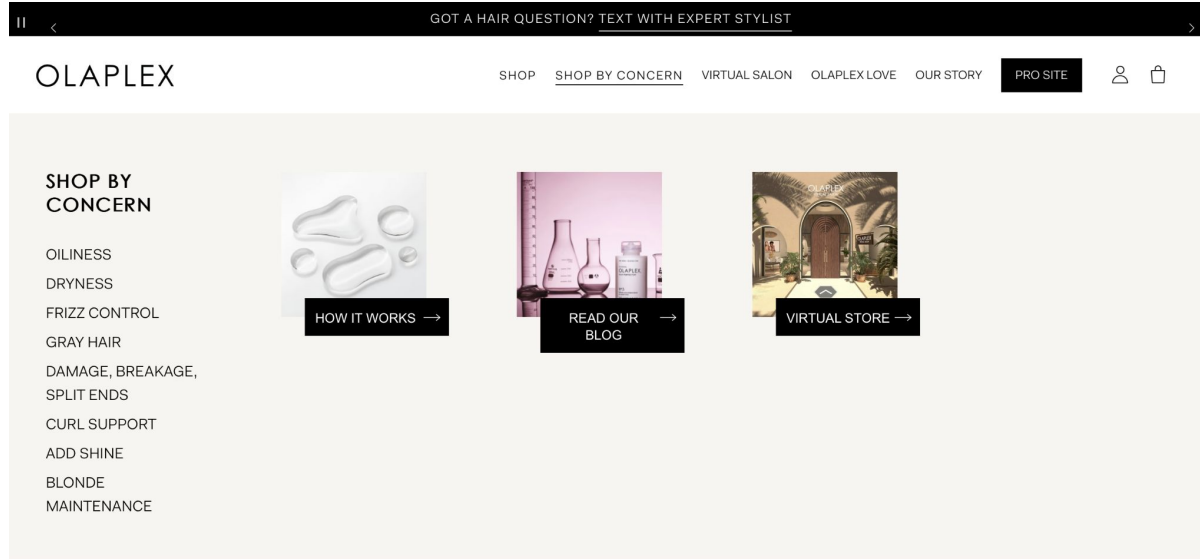 GOT A HAIR QUESTION? TEXT WITH EXPERT STYLIST
OLAPLEX
SHOP
SHOP BY CONCERN
VIRTUAL SALON
OLAPLEX LOVE
OUR STORY
PRO SITE
SHOP BY
CONCERN
OILINESS
DRYNESS
FRIZZ CONTROL
GRAY HAIR
DAMAGE, BREAKAGE,
SPLIT ENDS
CURL SUPPORT
ADD SHINE
BLONDE
MAINTENANCE
HOW IT WORKS
OLAPLEX
READ OUR
BLOG
OLAPLEX
VIRTUAL STORE